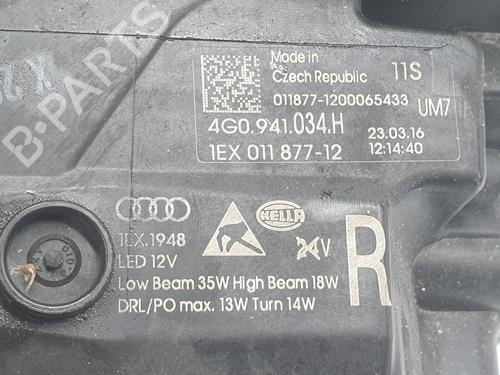 Made in
Czech Republic
11S
011877-1200065433
UM7
4G0.941.034.H
23.03.16
1EX 011 877-12
12:14:40
1EX.1948
HELLA
24V
LED 12V
R
Low Beam 35W High Beam 18W
DRL/PO max. 13W Turn 14W
B-PARTS